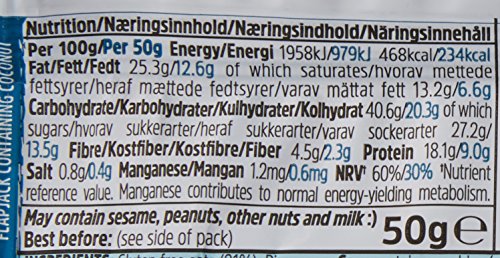 Nutrition/Næringsinnhold/Næringsindhold/Näringsinnehåll
Per 100g/Per 50g Energy/Energi 1958kJ/979kJ 468kcal/234kcal
Fat/Fett/Fedt 25.3g/12.6g of which saturates/hvorav mettede
fettsyrer/heraf mættede fedtsyrer/varav mättat fett 13.2g/6.6g
Carbohydrate/Karbohydrater/Kulhydrater/Kolhydrat 40.6g/20.3g of which
sugars/hvorav sukkerarter/heraf sukkerarter/varav sockerarter 27.2g/
13.5g Fibre/Kostfiber/Kostfibre/Fiber 4.5g/2.3g Protein 18.1g/9.0g
Salt 0.8g/0.4g Manganese/Mangan 1.2mg/0.6mg NRV¹ 60%/30% ¹Nutrient
reference value. Manganese contributes to normal energy-yielding metabolism.
May contain sesame, peanuts, other nuts and milk :)
Best before: (see side of pack)
50g e
FLAPJACK CONTAINING COCONUT